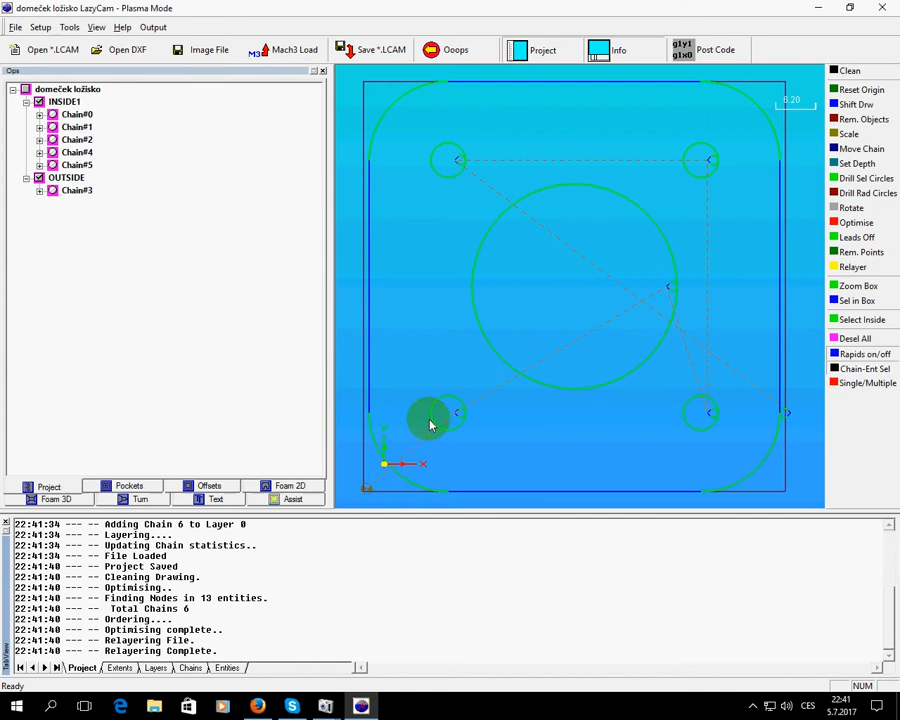 domeček ložisko LazyCam - Plasma Mode
File Setup Tools View Help Output
Open *.LCAM Open DXF Image File M3 Mach3 Load Save *.LCAM Ooops Project Info g1y1 g1x0 Post Code
Ops
domeček ložisko
INSIDE1
Chain#0
Chain#1
Chain#2
Chain#4
Chain#5
OUTSIDE
Chain#3
6.20
Y
X
Clean
Reset Origin
Shift Drw
Rem. Objects
Scale
Move Chain
Set Depth
Drill Sel Circles
Drill Rad Circles
Rotate
Optimise
Leads Off
Rem. Points
Relayer
Zoom Box
Sel in Box
Select Inside
Desel All
Rapids on/off
Chain-Ent Sel
Single/Multiple
Project Pockets Offsets Foam 2D
Foam 3D Turn Text Assist
22:41:34 --- -- Adding Chain 6 to Layer 0
22:41:34 --- -- Layering....
22:41:34 --- -- Updating Chain statistics..
22:41:34 --- -- File Loaded
22:41:40 --- -- Project Saved
22:41:40 --- -- Cleaning Drawing.
22:41:40 --- -- Optimising..
22:41:40 --- -- Finding Nodes in 13 entities.
22:41:40 --- -- Total Chains 6
22:41:40 --- -- Ordering....
22:41:40 --- -- Optimising complete..
22:41:40 --- -- Relayering File.
22:41:40 --- -- Relayering Complete.
TabView
Project Extents Layers Chains Entities
Ready
NUM
CES
22:41
5.7.2017